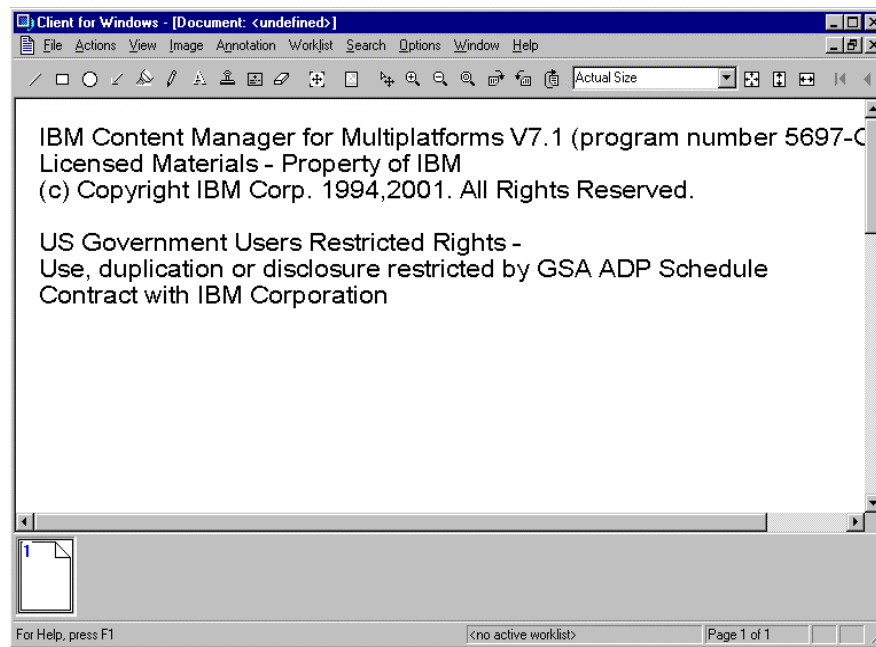 Client for Windows - [Document: <undefined>]
File Actions View Image Annotation Worklist Search Options Window Help
Actual Size
IBM Content Manager for Multiplatforms V7.1 (program number 5697-C
Licensed Materials - Property of IBM
(c) Copyright IBM Corp. 1994,2001. All Rights Reserved.
US Government Users Restricted Rights -
Use, duplication or disclosure restricted by GSA ADP Schedule
Contract with IBM Corporation
1
For Help, press F1 <no active worklist> Page 1 of 1